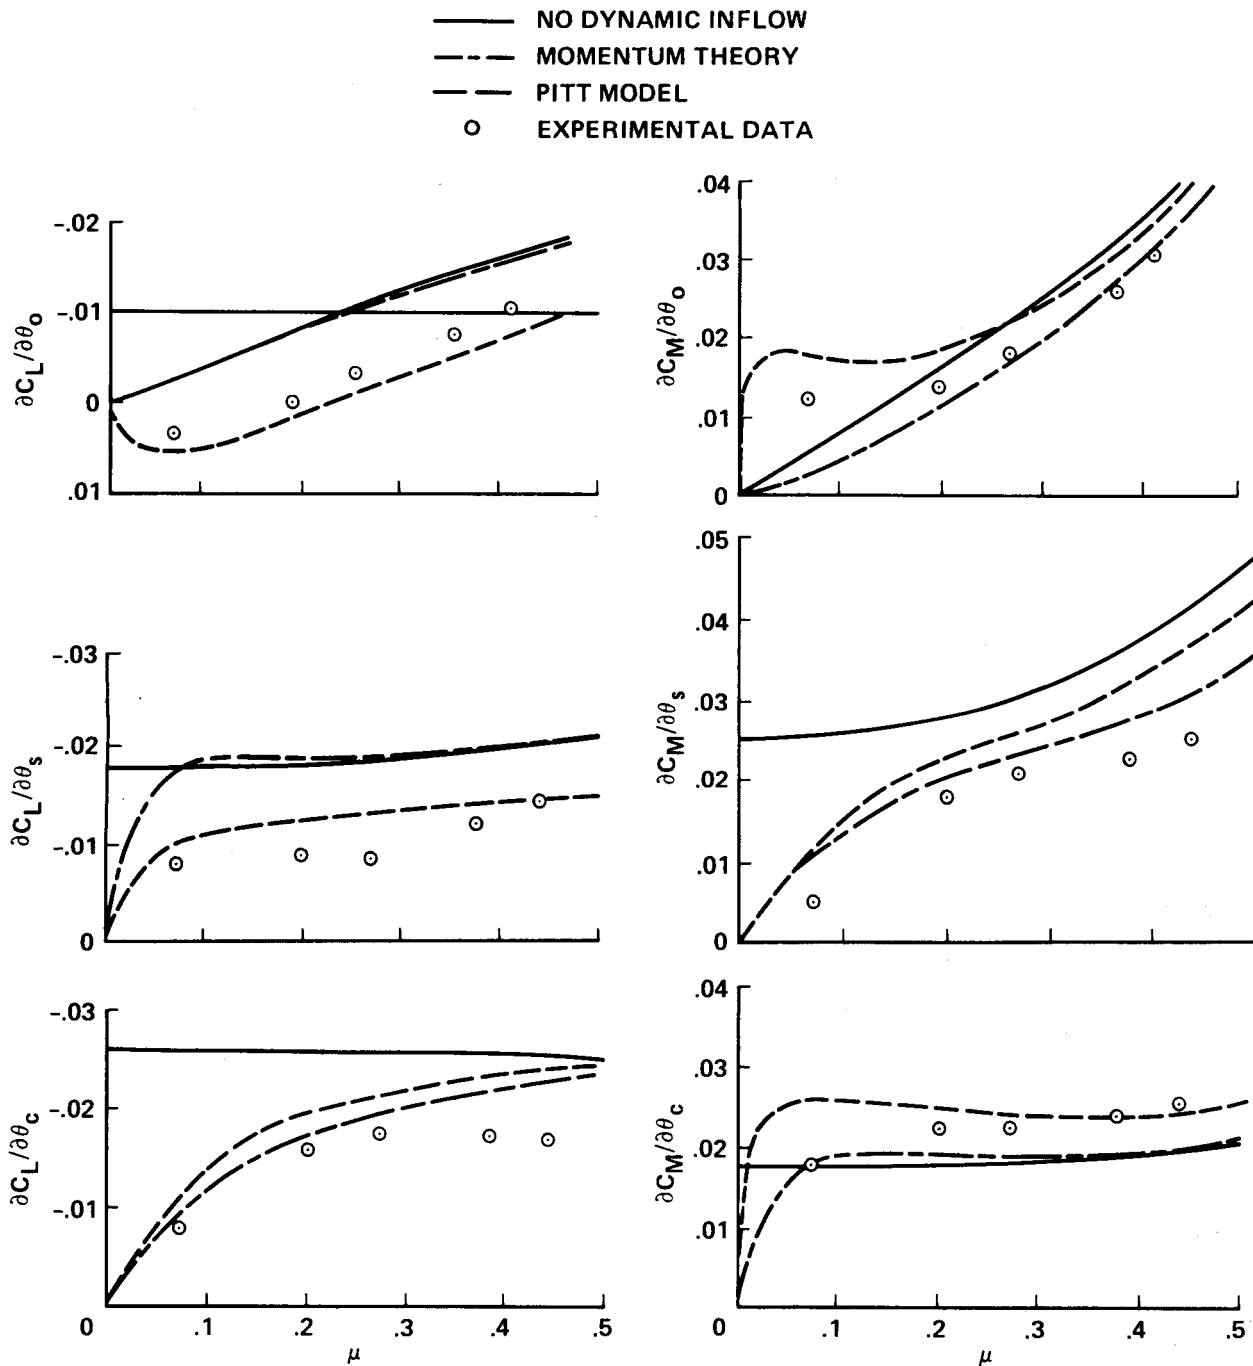 NO DYNAMIC INFLOW
MOMENTUM THEORY
PITT MODEL
EXPERIMENTAL DATA
-.02
-.01
0
.01
∂C_L/∂θ_o
.04
.03
.02
.01
0
∂C_M/∂θ_o
-.03
-.02
-.01
0
∂C_L/∂θ_s
.05
.04
.03
.02
.01
0
∂C_M/∂θ_s
-.03
-.02
-.01
0 .1 .2 .3 .4 .5
∂C_L/∂θ_c
μ
.04
.03
.02
.01
0 .1 .2 .3 .4 .5
∂C_M/∂θ_c
μ